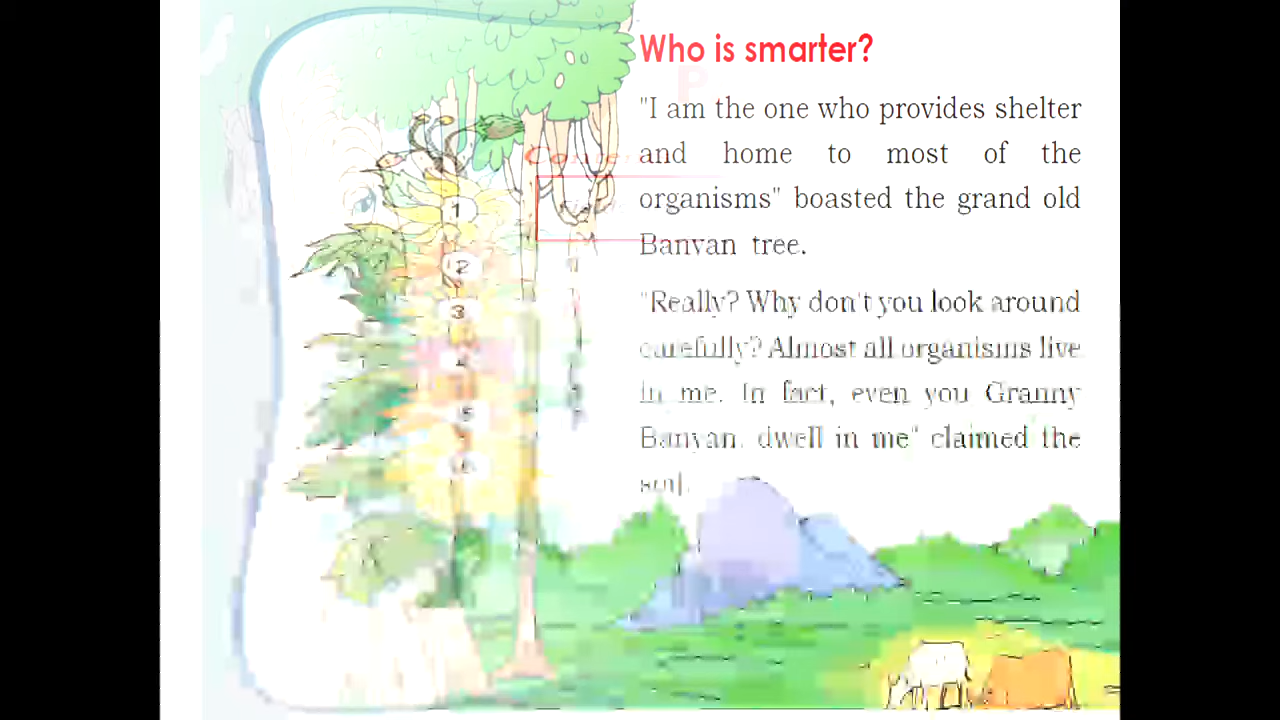 Who is smarter?
"I am the one who provides shelter
and home to most of the
organisms" boasted the grand old
Banyan tree.
"Really? Why don't you look around
carefully? Almost all organisms live
in me. In fact, even you Granny
Banyan, dwell in me" claimed the
soil.
1
2
3
4
5
6